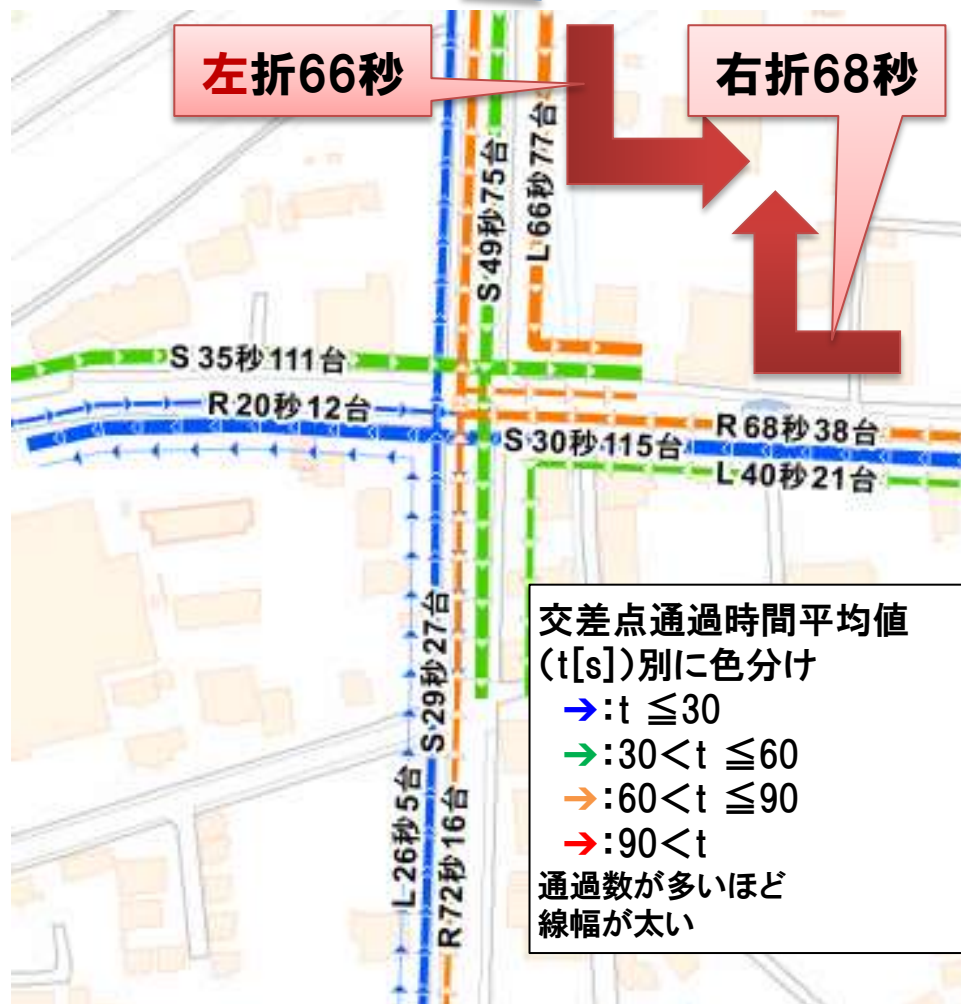 左折66秒
右折68秒
S 49秒 75台
L 66秒 77台
S 35秒 111台
R 20秒 12台
S 30秒 115台
R 68秒 38台
L 40秒 21台
S 29秒 27台
L 26秒 5台
R 72秒 16台
交差点通過時間平均値
(t[s])別に色分け
➔:t ≦30
➔:30<t ≦60
➔:60<t ≦90
➔:90<t
通過数が多いほど
線幅が太い